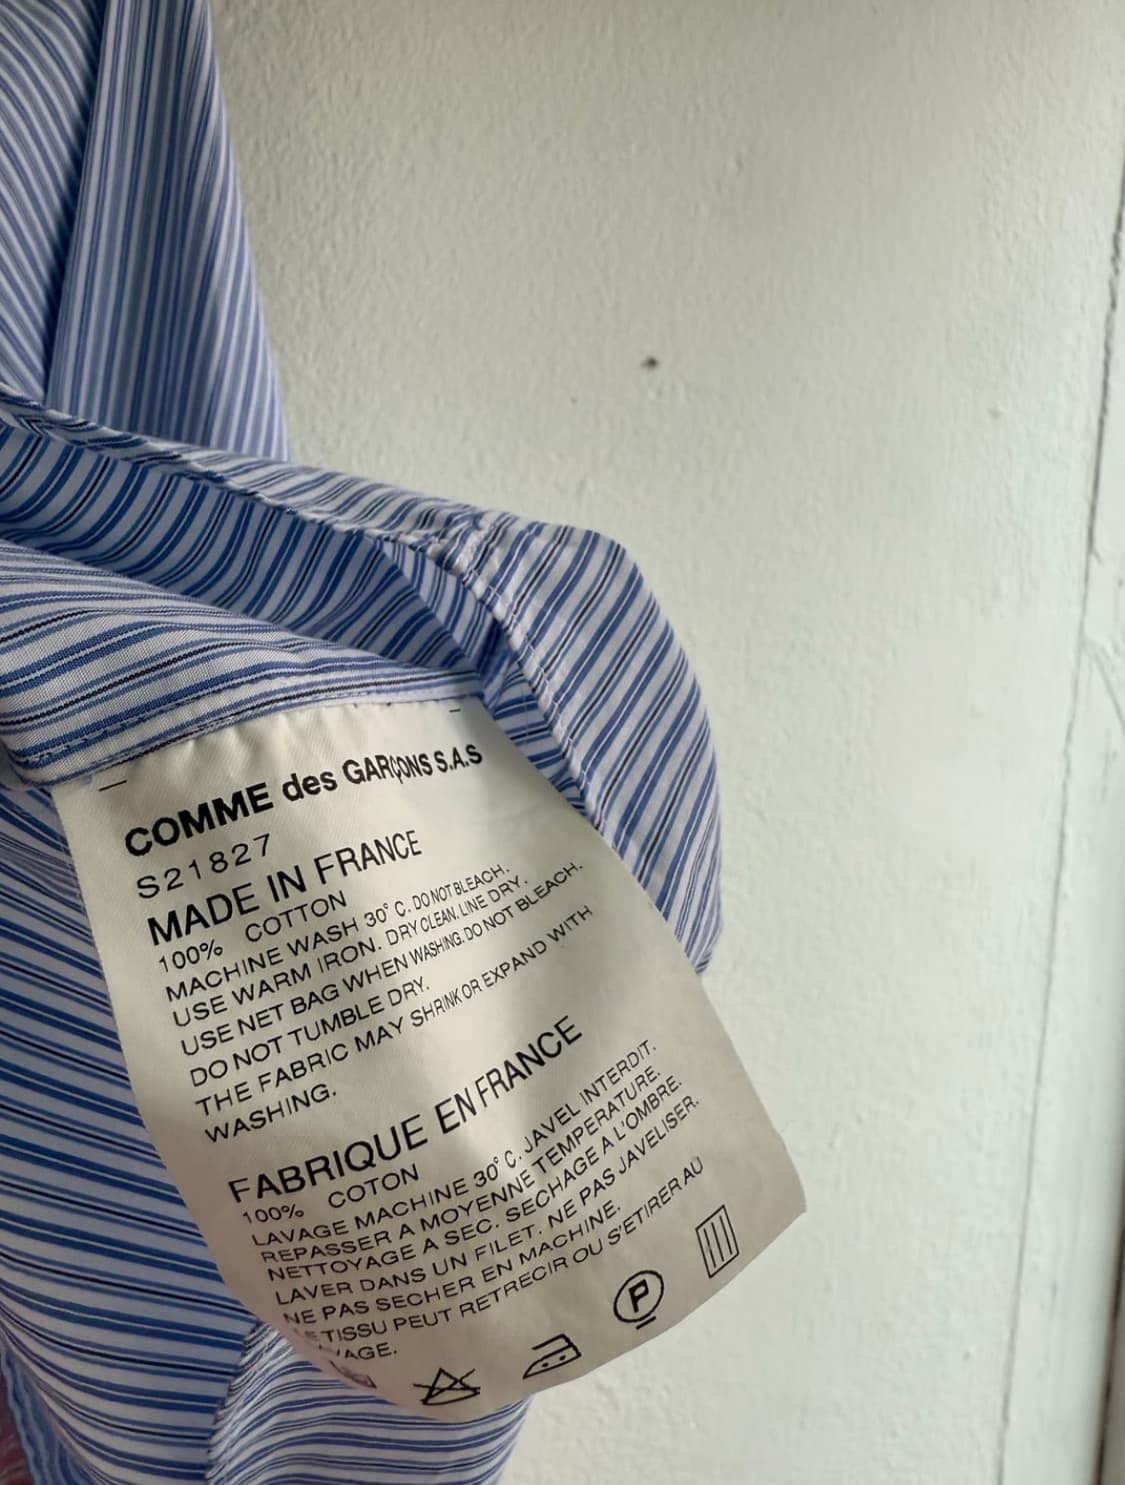 COMME des GARÇONS S.A.S
S21827
MADE IN FRANCE
100% COTTON
MACHINE WASH 30° C. DO NOT BLEACH.
USE WARM IRON. DRY CLEAN. LINE DRY.
USE NET BAG WHEN WASHING. DO NOT BLEACH.
DO NOT TUMBLE DRY.
THE FABRIC MAY SHRINK OR EXPAND WITH
WASHING.
FABRIQUE EN FRANCE
100% COTON
LAVAGE MACHINE 30° C. JAVEL INTERDIT.
REPASSER A MOYENNE TEMPERATURE.
NETTOYAGE A SEC. SECHAGE A L'OMBRE.
LAVER DANS UN FILET. NE PAS JAVELISER.
NE PAS SECHER EN MACHINE.
TISSU PEUT RETRECIR OU S'ETIRER AU
P